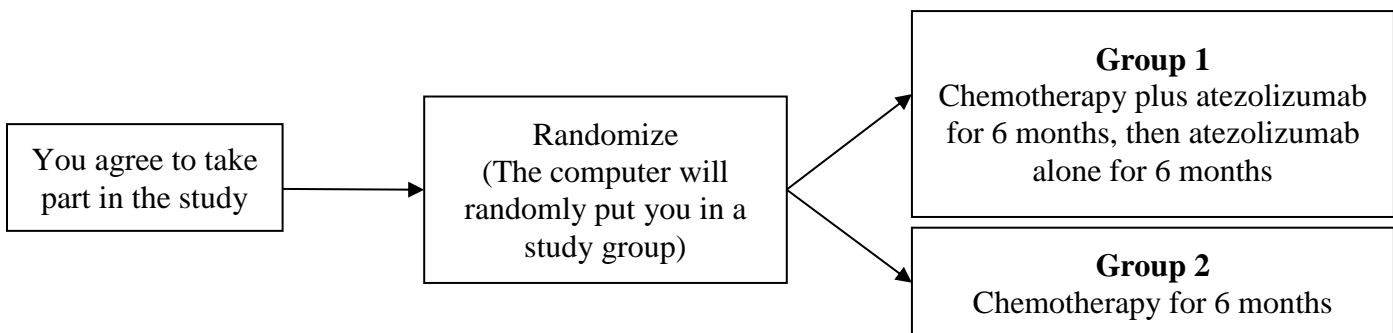 You agree to take
part in the study
Randomize
(The computer will
randomly put you in a
study group)
Group 1
Chemotherapy plus atezolizumab
for 6 months, then atezolizumab
alone for 6 months
Group 2
Chemotherapy for 6 months